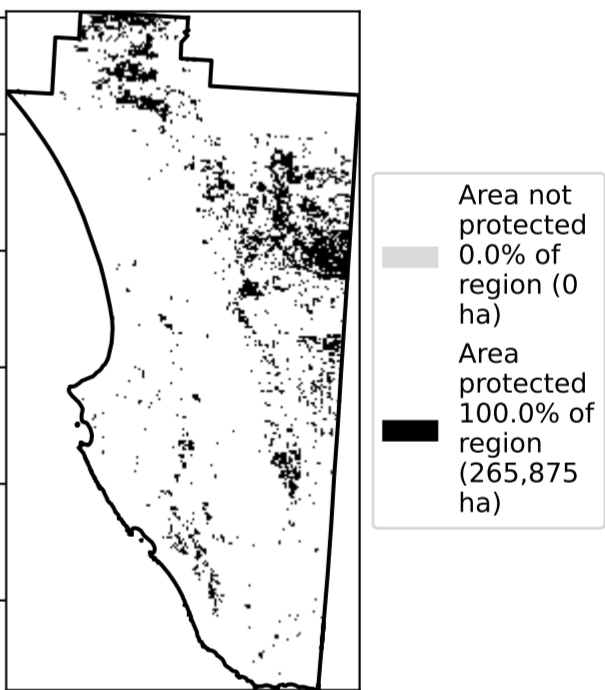 Area not
protected
0.0% of
region (0
ha)
Area
protected
100.0% of
region
(265,875
ha)